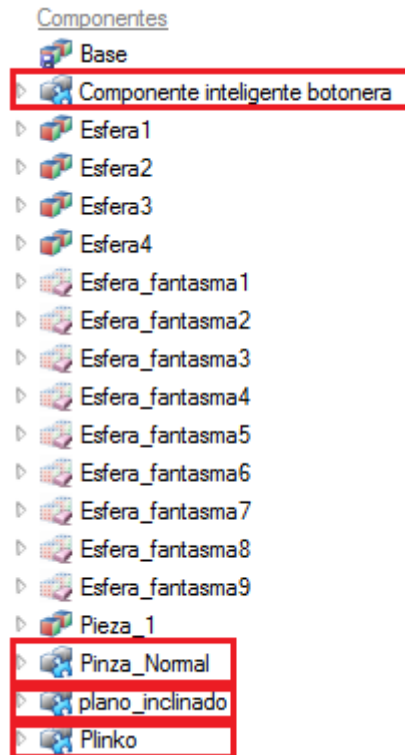 Componentes
Base
Componente inteligente botonera
Esfera1
Esfera2
Esfera3
Esfera4
Esfera_fantasma1
Esfera_fantasma2
Esfera_fantasma3
Esfera_fantasma4
Esfera_fantasma5
Esfera_fantasma6
Esfera_fantasma7
Esfera_fantasma8
Esfera_fantasma9
Pieza_1
Pinza_Normal
plano_inclinado
Plinko